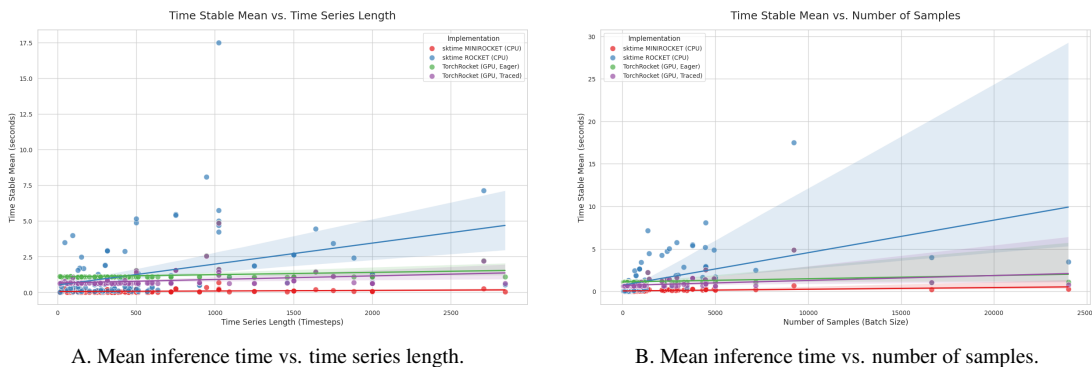 Time Stable Mean vs. Time Series Length
Time Stable Mean (seconds)
17.5
15.0
12.5
10.0
7.5
5.0
2.5
0.0
0
500
1000
1500
2000
2500
Time Series Length (Timesteps)
Implementation
sktime MINIROCKET (CPU)
sktime ROCKET (CPU)
TorchRocket (GPU, Eager)
TorchRocket (GPU, Traced)
A. Mean inference time vs. time series length.
Time Stable Mean vs. Number of Samples
Time Stable Mean (seconds)
30
25
20
15
10
5
0
0
5000
10000
15000
20000
2500
Number of Samples (Batch Size)
Implementation
sktime MINIROCKET (CPU)
sktime ROCKET (CPU)
TorchRocket (GPU, Eager)
TorchRocket (GPU, Traced)
B. Mean inference time vs. number of samples.